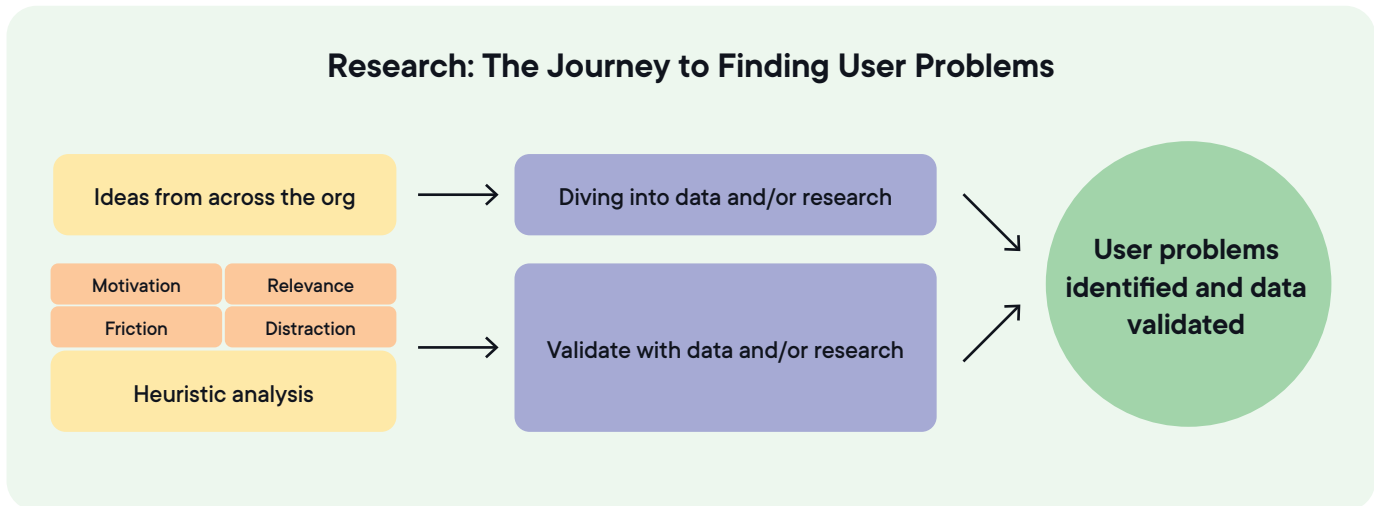 Research: The Journey to Finding User Problems
Ideas from across the org
Diving into data and/or research
Motivation
Relevance
Friction
Distraction
Heuristic analysis
Validate with data and/or research
User problems
identified and data
validated